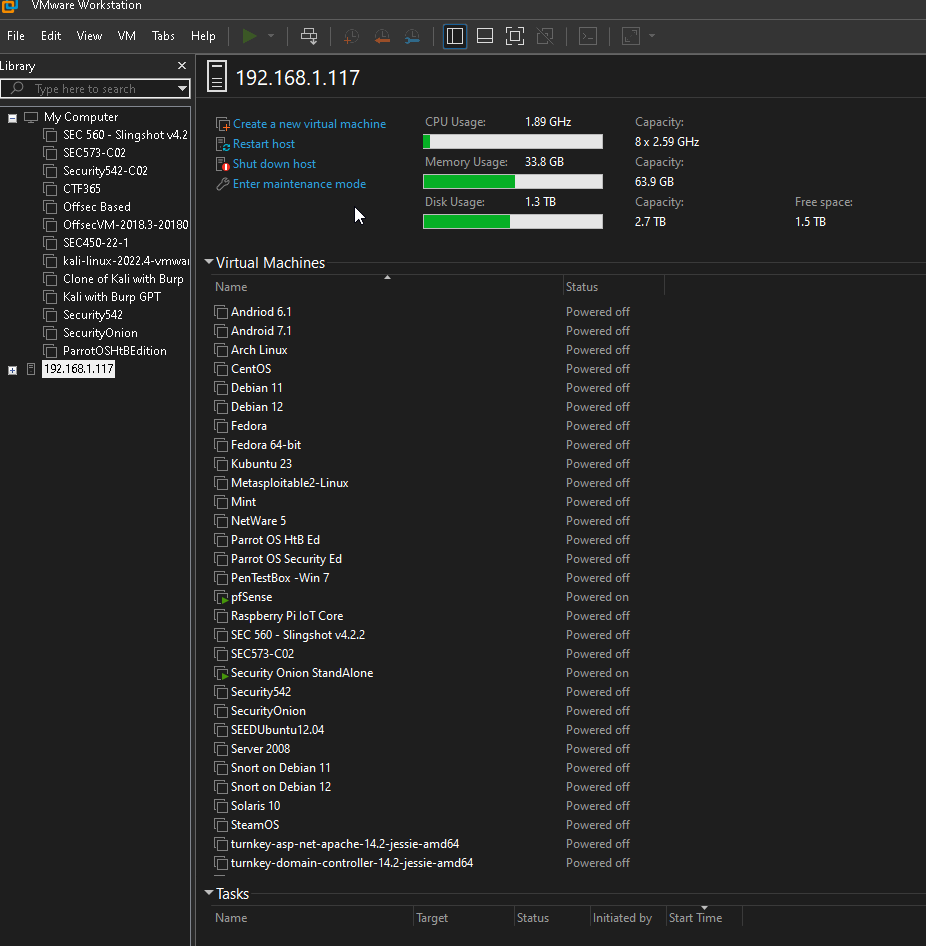 VMware Workstation
File Edit View VM Tabs Help
Library
Type here to search
My Computer
SEC 560 - Slingshot v4.2
SEC573-C02
Security542-C02
CTF365
Offsec Based
OffsecVM-2018.3-20180
SEC450-22-1
kali-linux-2022.4-vmwar
Clone of Kali with Burp
Kali with Burp GPT
Security542
SecurityOnion
ParrotOSHtBEdition
192.168.1.117
192.168.1.117
Create a new virtual machine
Restart host
Shut down host
Enter maintenance mode
CPU Usage: 1.89 GHz Capacity:
8 x 2.59 GHz
Memory Usage: 33.8 GB Capacity:
63.9 GB
Disk Usage: 1.3 TB Capacity: Free space:
2.7 TB 1.5 TB
Virtual Machines
Name Status
Andriod 6.1 Powered off
Android 7.1 Powered off
Arch Linux Powered off
CentOS Powered off
Debian 11 Powered off
Debian 12 Powered off
Fedora Powered off
Fedora 64-bit Powered off
Kubuntu 23 Powered off
Metasploitable2-Linux Powered off
Mint Powered off
NetWare 5 Powered off
Parrot OS HtB Ed Powered off
Parrot OS Security Ed Powered off
PenTestBox -Win 7 Powered off
pfSense Powered on
Raspberry Pi IoT Core Powered off
SEC 560 - Slingshot v4.2.2 Powered off
SEC573-C02 Powered off
Security Onion StandAlone Powered on
Security542 Powered off
SecurityOnion Powered off
SEEDUbuntu12.04 Powered off
Server 2008 Powered off
Snort on Debian 11 Powered off
Snort on Debian 12 Powered off
Solaris 10 Powered off
SteamOS Powered off
turnkey-asp-net-apache-14.2-jessie-amd64 Powered off
turnkey-domain-controller-14.2-jessie-amd64 Powered off
Tasks
Name Target Status Initiated by Start Time